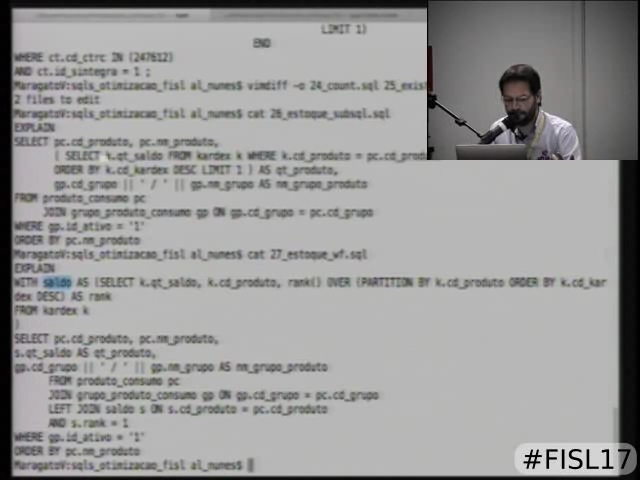 LIMIT 1)
END
WHERE ct.cd_ctrc IN (247612)
AND ct.id_sintegra = 1 ;
MaragatoV:sqls_otimizacao_fisl al_nunes$ vimdiff -o 24_count.sql 25_exis
2 files to edit
MaragatoV:sqls_otimizacao_fisl al_nunes$ cat 26_estoque_subsql.sql
EXPLAIN
SELECT pc.cd_produto, pc.nm_produto,
( SELECT k.qt_saldo FROM kardex k WHERE k.cd_produto = pc.cd_prod
ORDER BY k.cd_kardex DESC LIMIT 1 ) AS qt_produto,
gp.cd_grupo || ' / ' || gp.nm_grupo AS nm_grupo_produto
FROM produto_consumo pc
JOIN grupo_produto_consumo gp ON gp.cd_grupo = pc.cd_grupo
WHERE gp.id_ativo = '1'
ORDER BY pc.nm_produto
MaragatoV:sqls_otimizacao_fisl al_nunes$ cat 27_estoque_wf.sql
EXPLAIN
WITH saldo AS (SELECT k.qt_saldo, k.cd_produto, rank() OVER (PARTITION BY k.cd_produto ORDER BY k.cd_kar
dex DESC) AS rank
FROM kardex k
)
SELECT pc.cd_produto, pc.nm_produto,
s.qt_saldo AS qt_produto,
gp.cd_grupo || ' / ' || gp.nm_grupo AS nm_grupo_produto
FROM produto_consumo pc
JOIN grupo_produto_consumo gp ON gp.cd_grupo = pc.cd_grupo
LEFT JOIN saldo s ON s.cd_produto = pc.cd_produto
AND s.rank = 1
WHERE gp.id_ativo = '1'
ORDER BY pc.nm_produto
MaragatoV:sqls_otimizacao_fisl al_nunes$
#FISL17